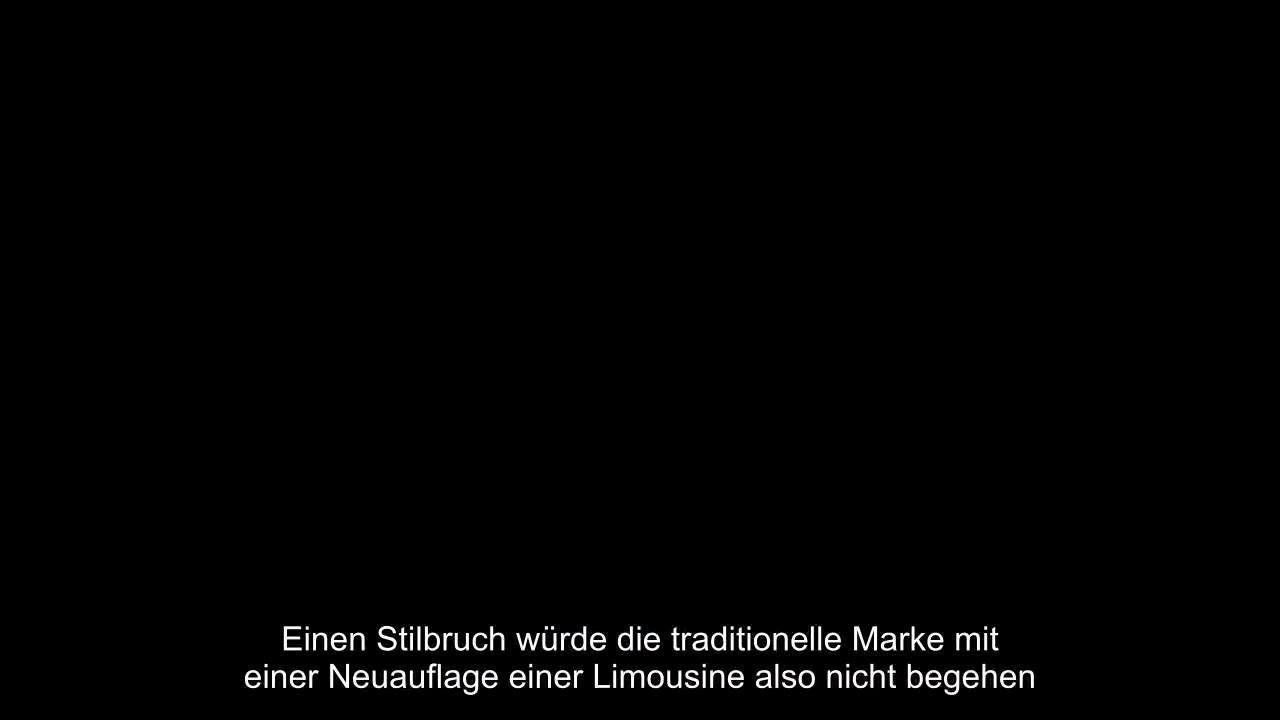 Einen Stilbruch würde die traditionelle Marke mit
einer Neuauflage einer Limousine also nicht begehen